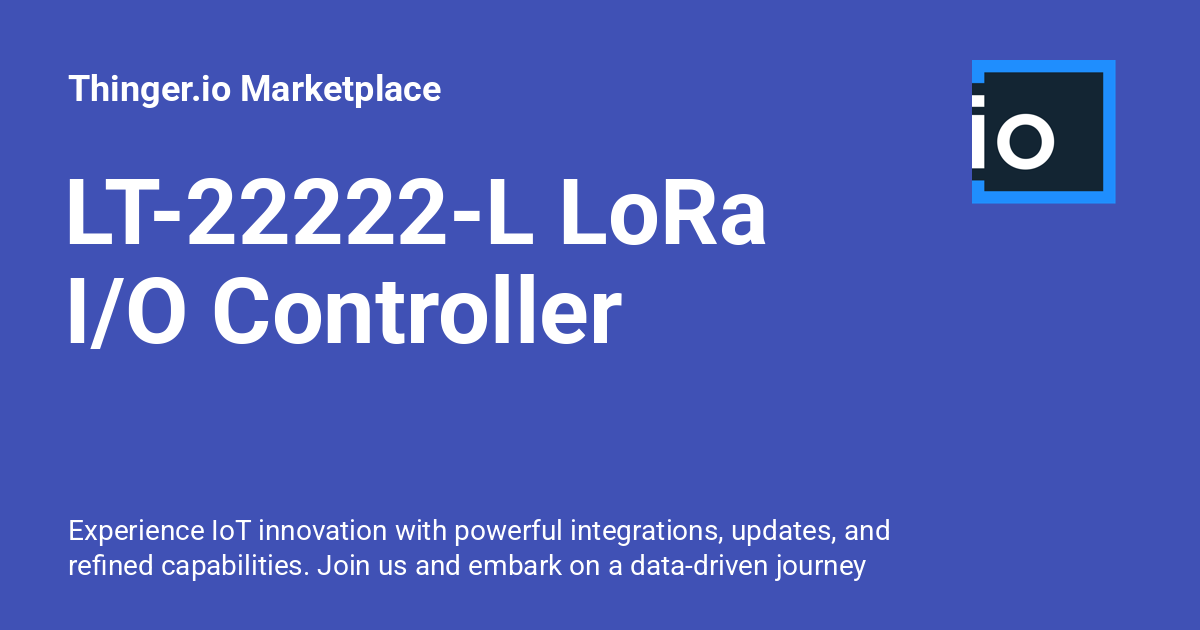 Thinger.io Marketplace
io
LT-22222-L LoRa
I/O Controller
Experience IoT innovation with powerful integrations, updates, and
refined capabilities. Join us and embark on a data-driven journey